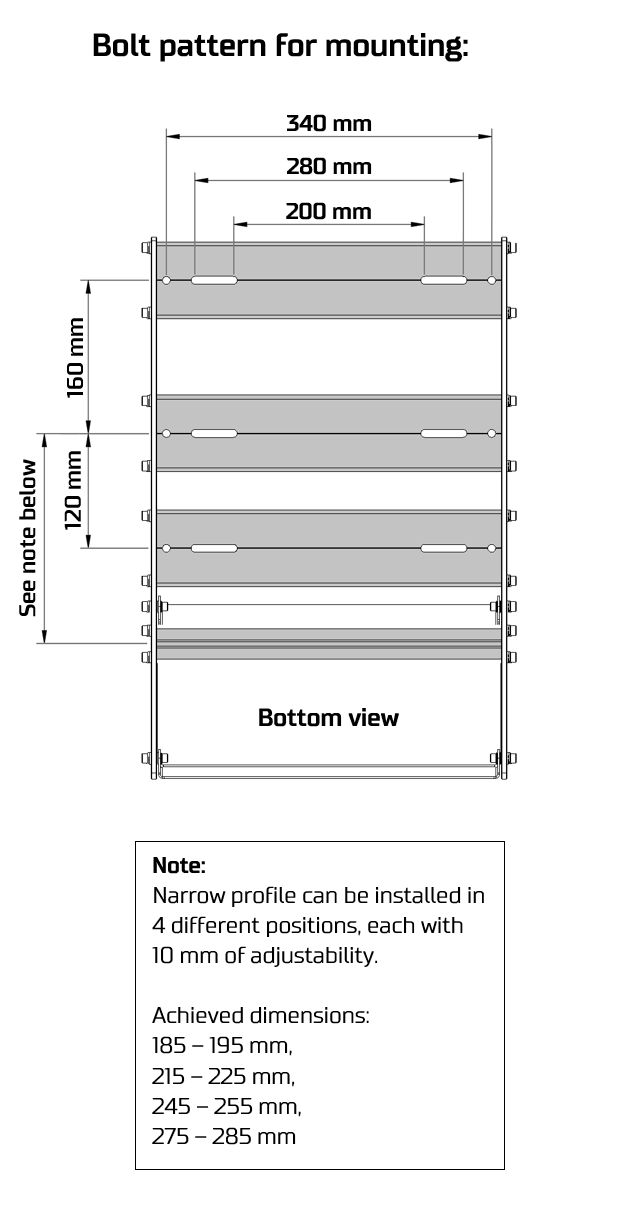 Bolt pattern for mounting:
340 mm
280 mm
200 mm
160 mm
120 mm
See note below
Bottom view
Note:
Narrow profile can be installed in
4 different positions, each with
10 mm of adjustability.
Achieved dimensions:
185 – 195 mm,
215 – 225 mm,
245 – 255 mm,
275 – 285 mm